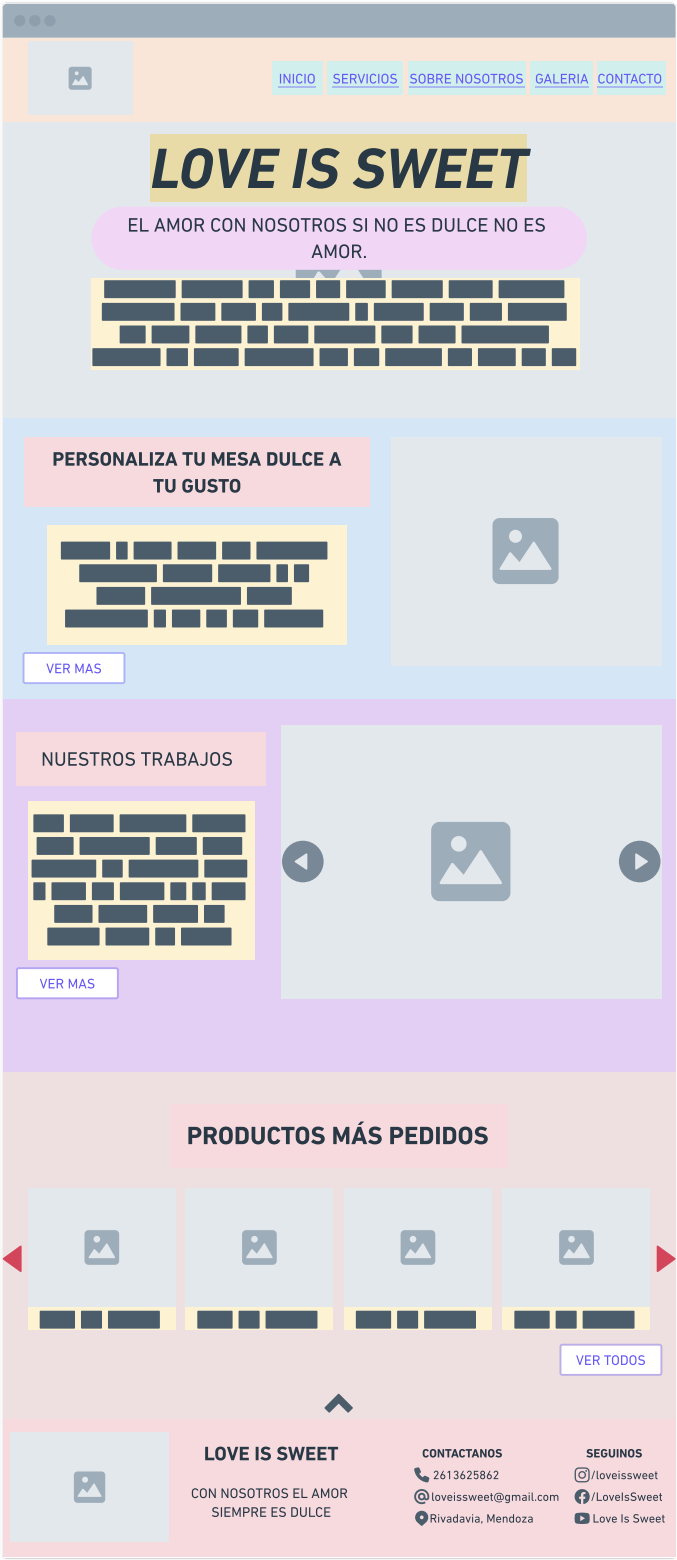 INICIO SERVICIOS SOBRE NOSOTROS GALERIA CONTACTO
LOVE IS SWEET
EL AMOR CON NOSOTROS SI NO ES DULCE NO ES
AMOR.
PERSONALIZA TU MESA DULCE A
TU GUSTO
VER MAS
NUESTROS TRABAJOS
VER MAS
PRODUCTOS MÁS PEDIDOS
VER TODOS
LOVE IS SWEET
CON NOSOTROS EL AMOR
SIEMPRE ES DULCE
CONTACTANOS
2613625862
loveissweet@gmail.com
Rivadavia, Mendoza
SEGUINOS
/loveissweet
/LoveIsSweet
Love Is Sweet